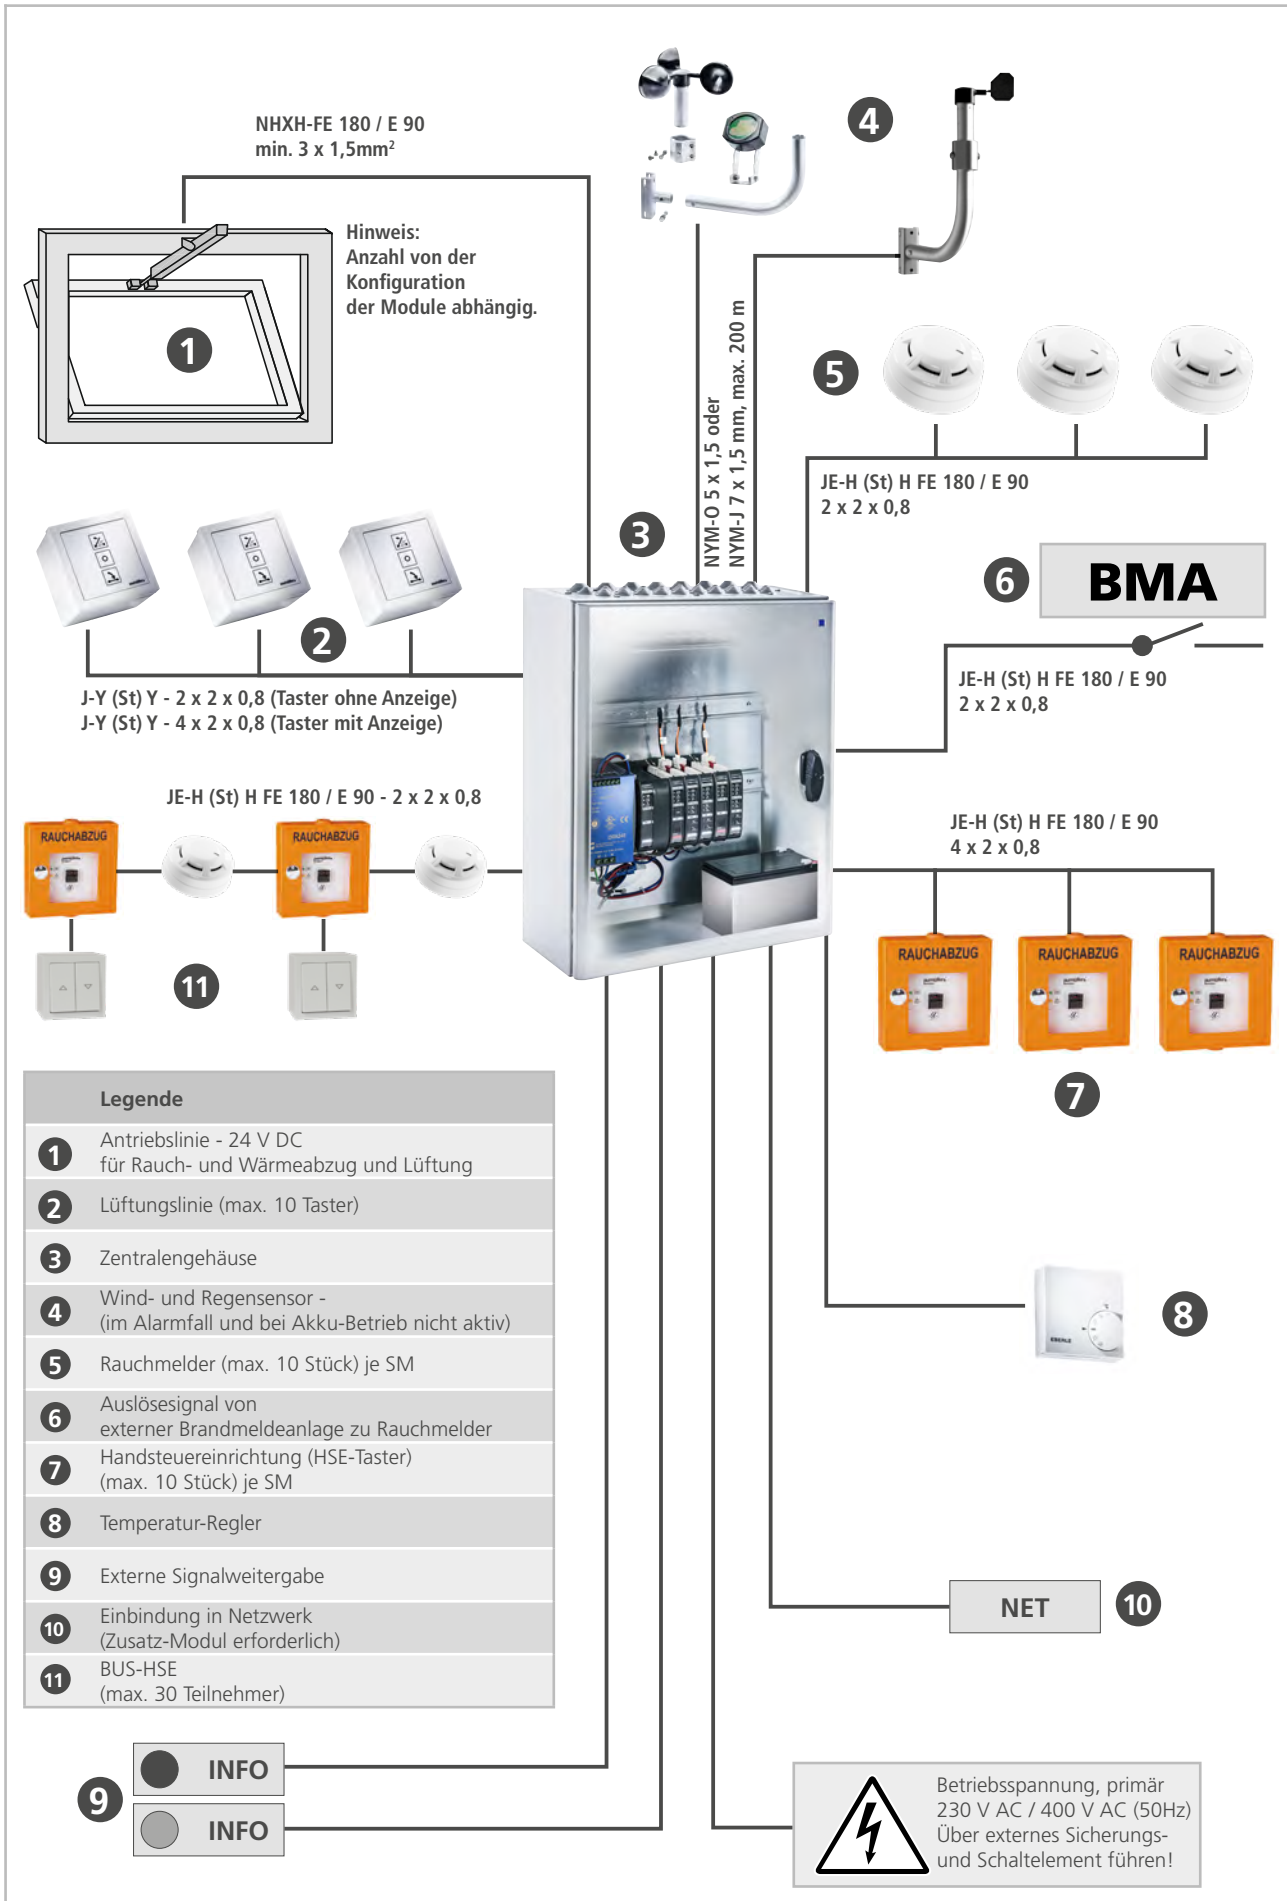 NHXH-FE 180 / E 90
min. 3 x 1,5mm²
4
Hinweis:
Anzahl von der
Konfiguration
der Module abhängig.
1
NYM-O 5 x 1,5 oder
NYM-J 7 x 1,5 mm, max. 200 m
5
JE-H (St) H FE 180 / E 90
2 x 2 x 0,8
3
6
BMA
2
J-Y (St) Y - 2 x 2 x 0,8 (Taster ohne Anzeige)
J-Y (St) Y - 4 x 2 x 0,8 (Taster mit Anzeige)
JE-H (St) H FE 180 / E 90
2 x 2 x 0,8
JE-H (St) H FE 180 / E 90 - 2 x 2 x 0,8
RAUCHABZUG
RAUCHABZUG
JE-H (St) H FE 180 / E 90
4 x 2 x 0,8
RAUCHABZUG
RAUCHABZUG
RAUCHABZUG
11
7
Legende
1 Antriebslinie - 24 V DC
für Rauch- und Wärmeabzug und Lüftung
2 Lüftungslinie (max. 10 Taster)
3 Zentralengehäuse
4 Wind- und Regensensor -
(im Alarmfall und bei Akku-Betrieb nicht aktiv)
5 Rauchmelder (max. 10 Stück) je SM
6 Auslösesignal von
externer Brandmeldeanlage zu Rauchmelder
7 Handsteuereinrichtung (HSE-Taster)
(max. 10 Stück) je SM
8 Temperatur-Regler
9 Externe Signalweitergabe
10 Einbindung in Netzwerk
(Zusatz-Modul erforderlich)
11 BUS-HSE
(max. 30 Teilnehmer)
EBERLE
8
NET
10
9
INFO
INFO
Betriebsspannung, primär
230 V AC / 400 V AC (50Hz)
Über externes Sicherungs-
und Schaltelement führen!